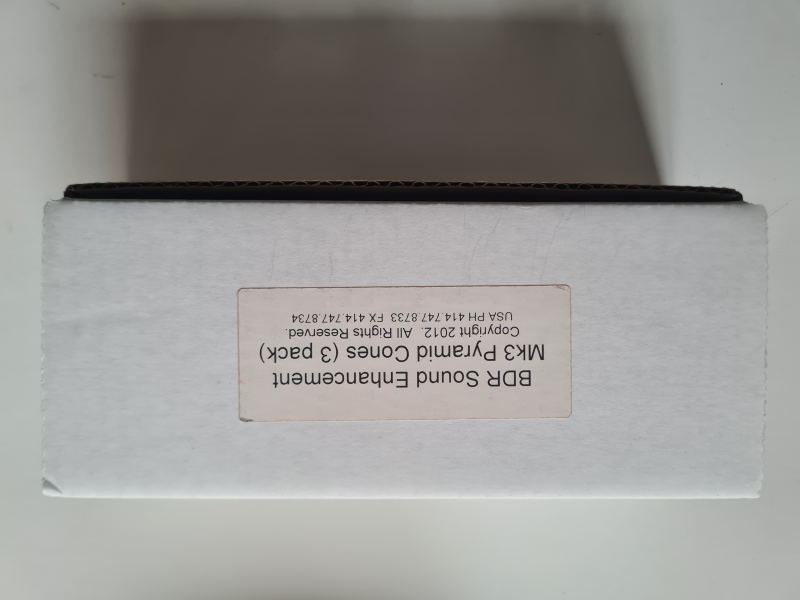 BDR Sound Enhancement
Mk3 Pyramid Cones (3 pack)
Copyright 2012. All Rights Reserved.
USA PH 414.747.8733 FX 414.747.8734